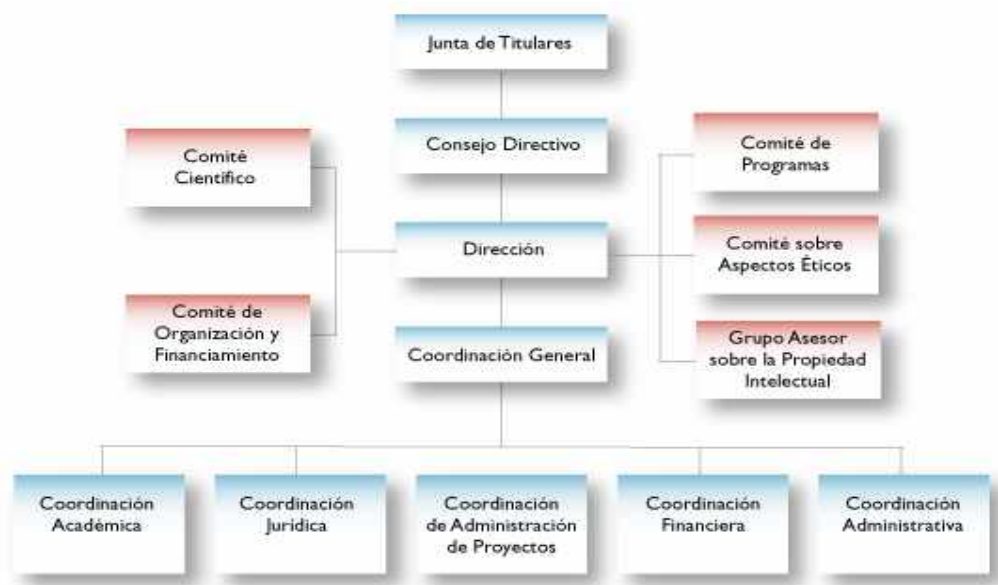 Junta de Titulares
Consejo Directivo
Comité
Científico
Comité de
Programas
Dirección
Comité sobre
Aspectos Éticos
Comité de
Organización y
Financiamiento
Coordinación General
Grupo Asesor
sobre la Propiedad
Intelectual
Coordinación
Académica
Coordinación
Jurídica
Coordinación
de Administración
de Proyectos
Coordinación
Financiera
Coordinación
Administrativa